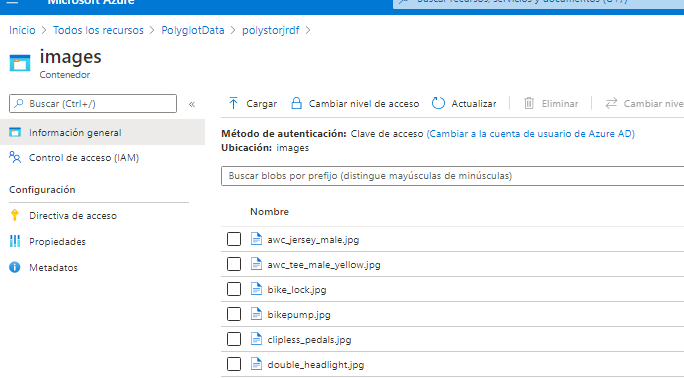 Microsoft Azure
Buscar recursos, servicios y documentos (G+/)
Inicio > Todos los recursos > PolyglotData > polystorjrdf >
images
Contenedor
Buscar (Ctrl+/) «
Cargar Cambiar nivel de acceso Actualizar Eliminar Cambiar nive
Información general
Control de acceso (IAM)
Configuración
Directiva de acceso
Propiedades
Metadatos
Método de autenticación: Clave de acceso (Cambiar a la cuenta de usuario de Azure AD)
Ubicación: images
Buscar blobs por prefijo (distingue mayúsculas de minúsculas)
Nombre
awc_jersey_male.jpg
awc_tee_male_yellow.jpg
bike_lock.jpg
bikepump.jpg
clipless_pedals.jpg
double_headlight.jpg